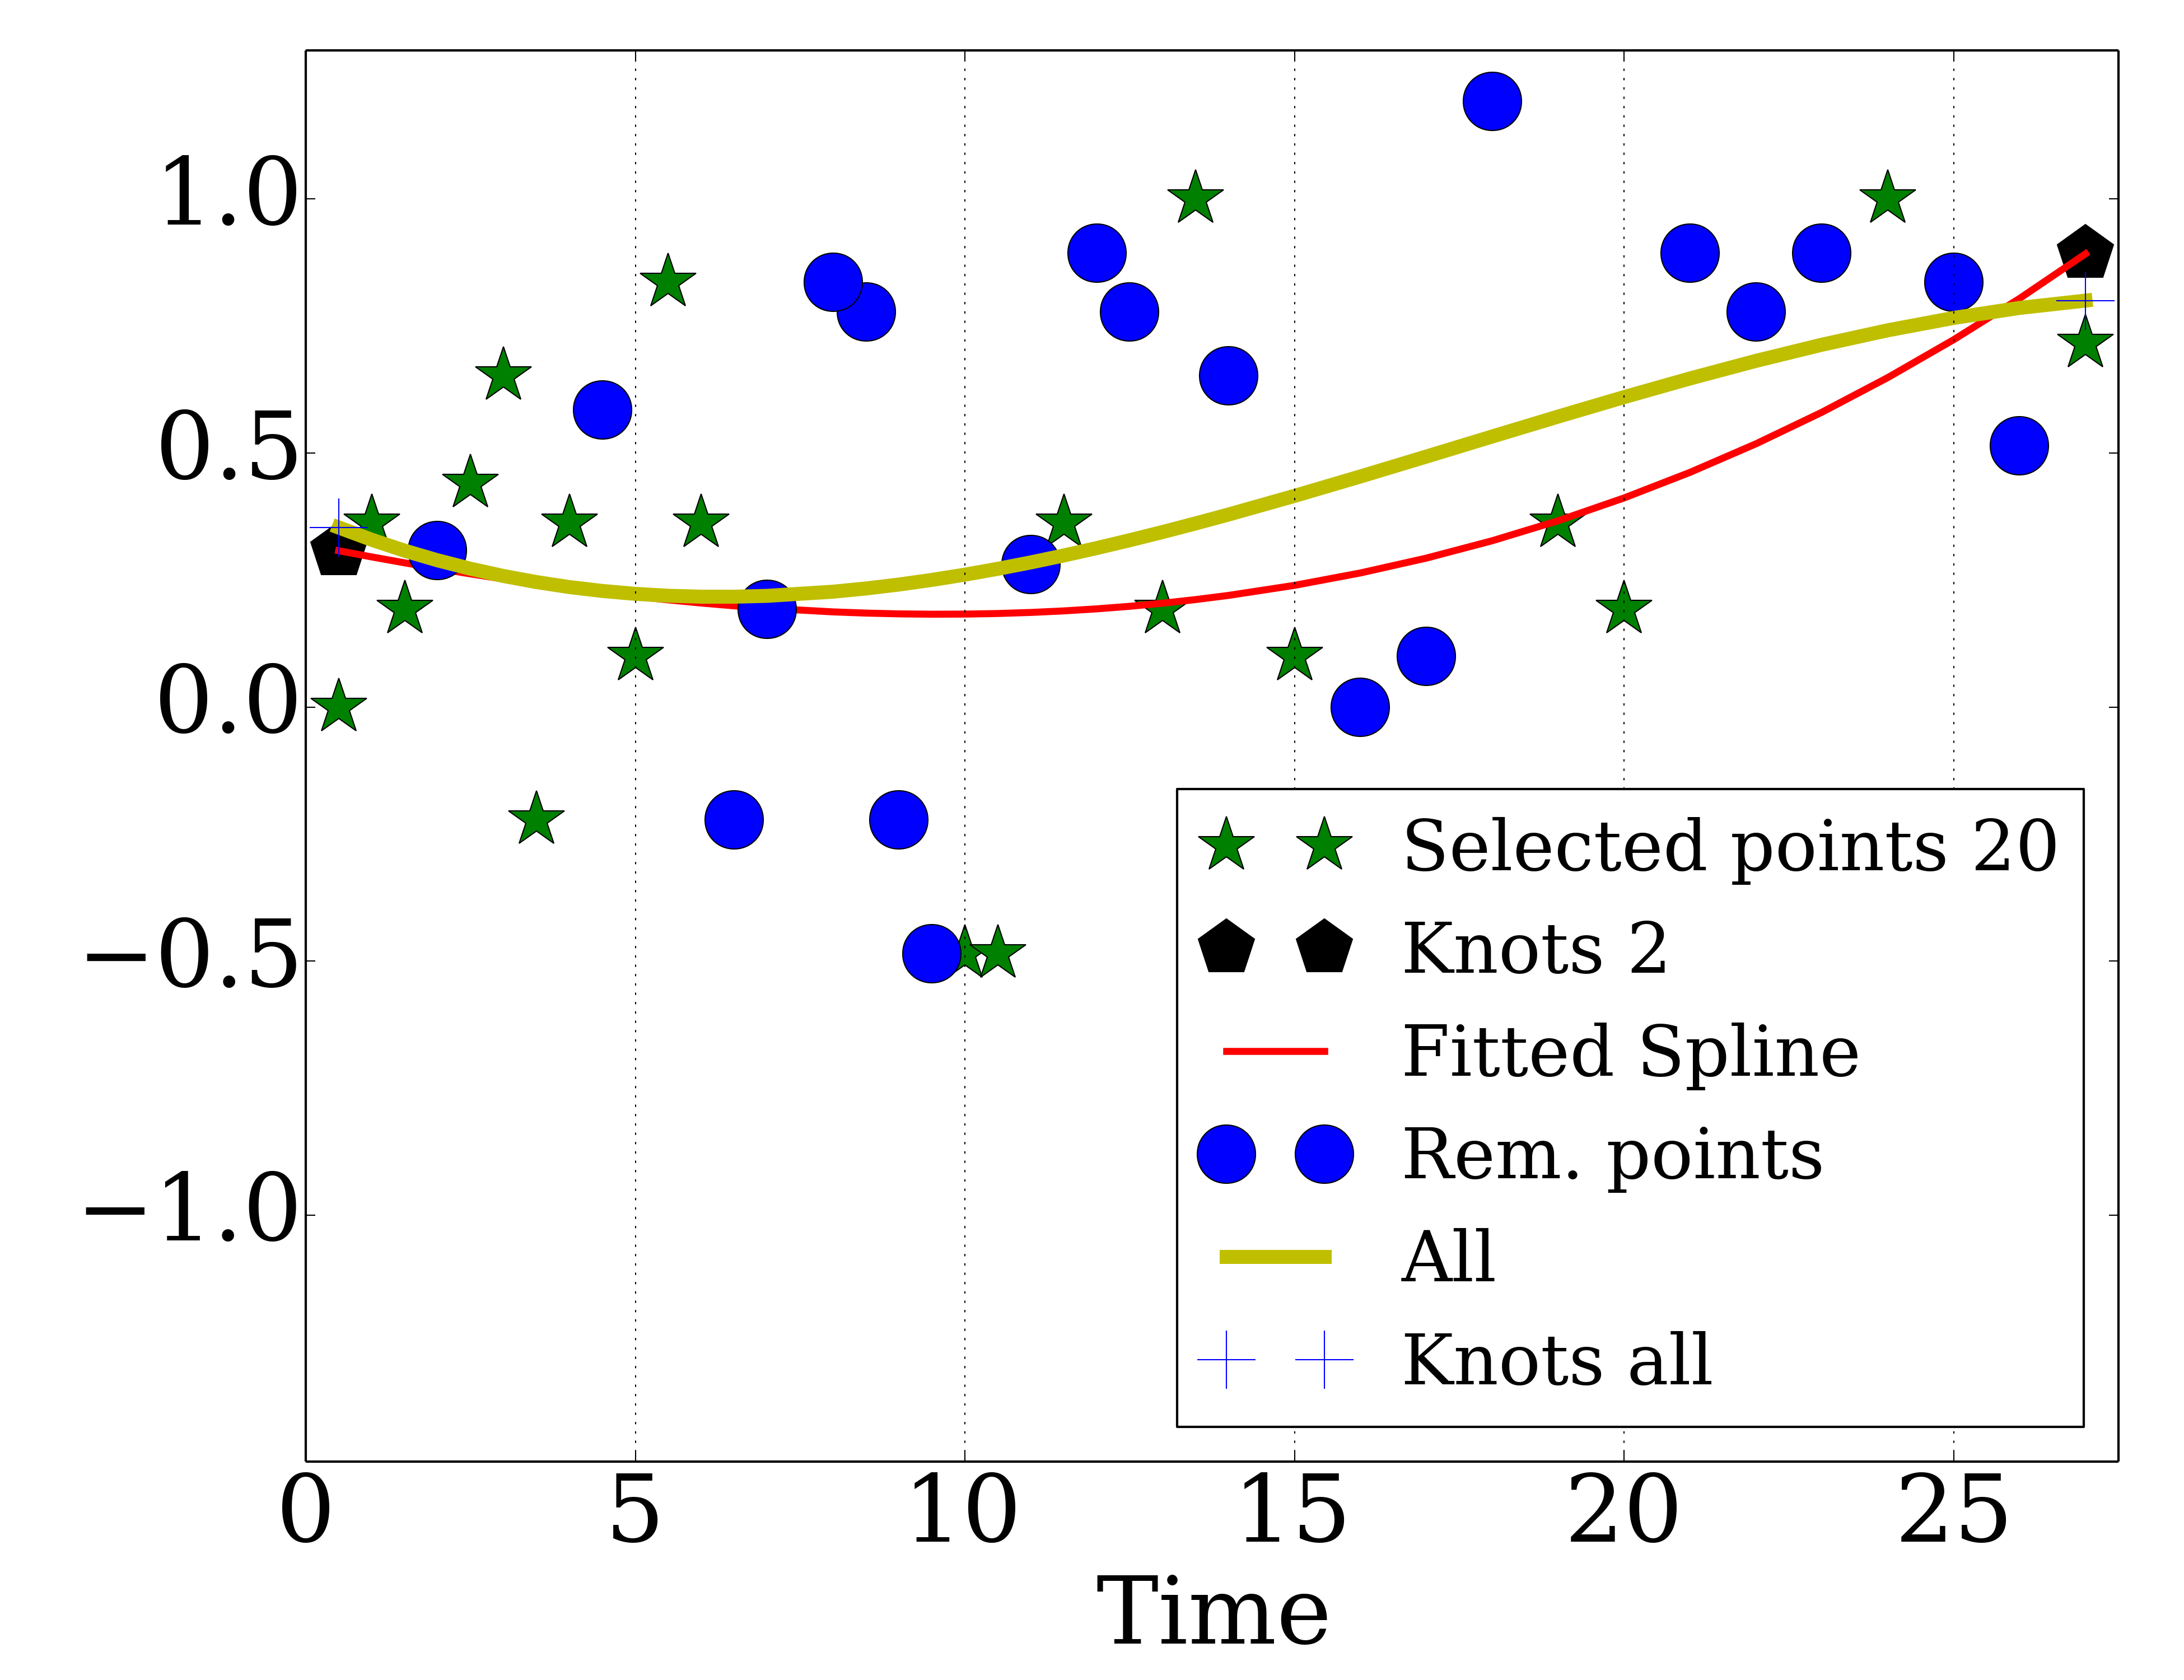 1.0
0.5
0.0
−0.5
−1.0
0 5 10 15 20 25
Time
Selected points 20
Knots 2
Fitted Spline
Rem. points
All
Knots all